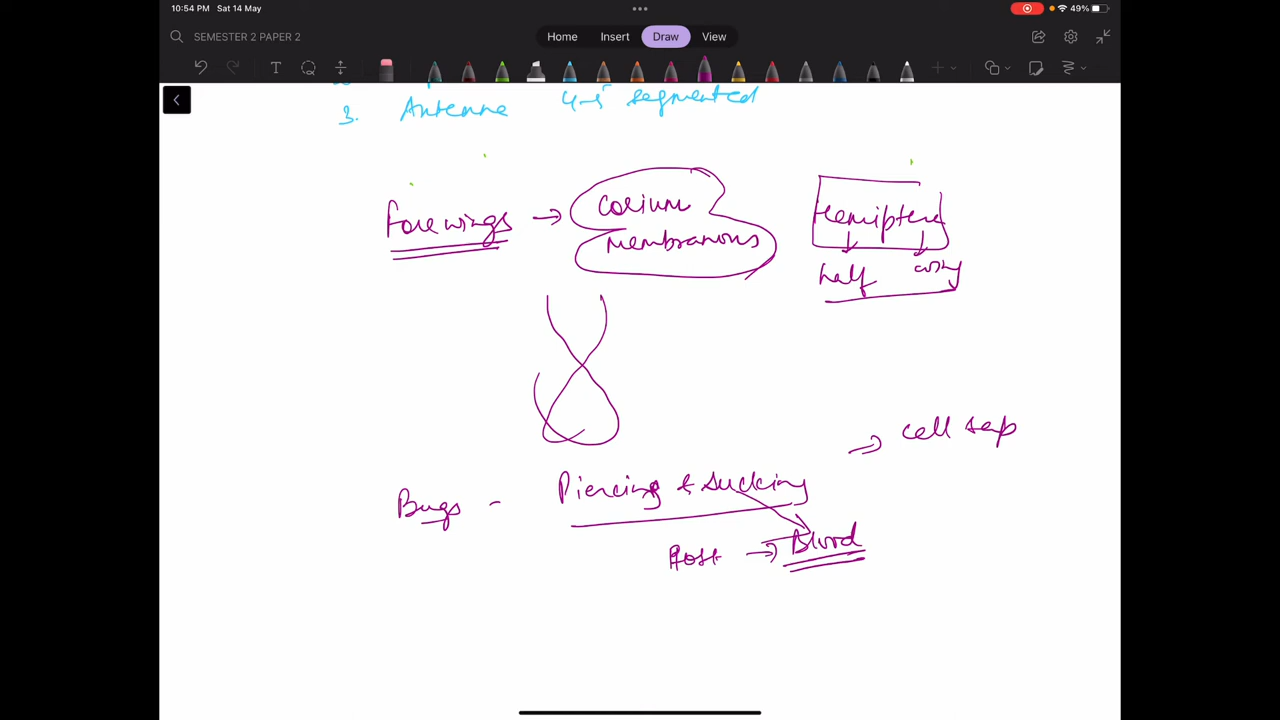 10:54 PM Sat 14 May
49%
SEMESTER 2 PAPER 2
Home Insert Draw View
3. Antenne 4-5 segmented
Forewings → Corium
membranous
Hemiptera
half wing
→ cell sap
Bugs - Piercing & Sucking
Host → Blood